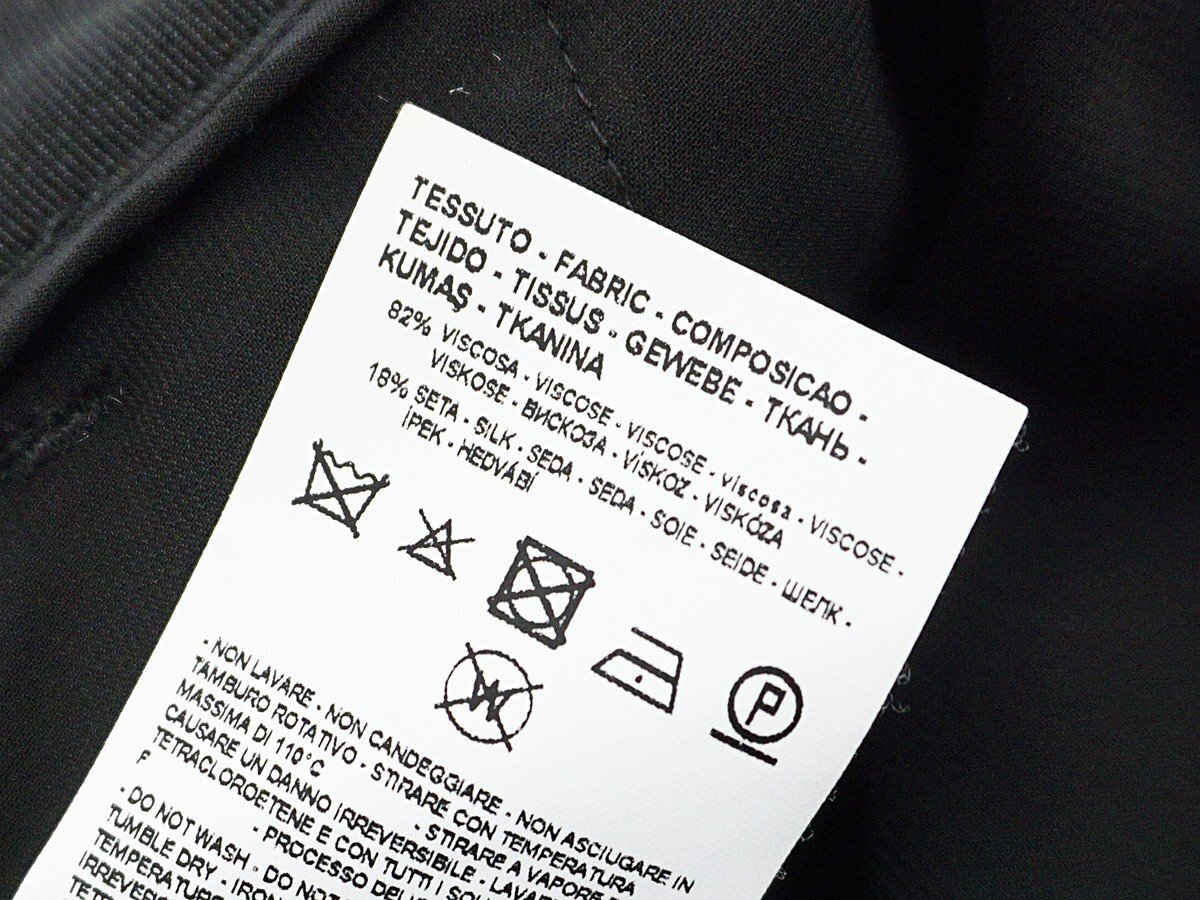 TESSUTO - FABRIC - COMPOSICAO -
TEJIDO - TISSUS - GEWEBE - ТКАНЬ -
KUMAŞ - TKANINA
82% VISCOSA - VISCOSE - VISCOSE - viscosa - VISCOSE -
VISKOSE - ВИСКОЗА - VİSKOZ - VISKÓZA
18% SETA - SILK - SEDA - SEDA - SOIE - SEIDE - ШЕЛК -
İPEK - HEDVÁBÍ
P
W
- NON LAVARE - NON CANDEGGIARE - NON ASCIUGARE IN
TAMBURO ROTATIVO - STIRARE CON TEMPERATURA
MASSIMA DI 110°C - STIRARE A VAPORE
CAUSARE UN DANNO IRREVERSIBILE - LAVARE
TETRACLOROETENE E CON TUTTI I
F - PROCESSO
- DO NOT WASH - DO NOT
TUMBLE DRY - IRON
TEMPERATURE